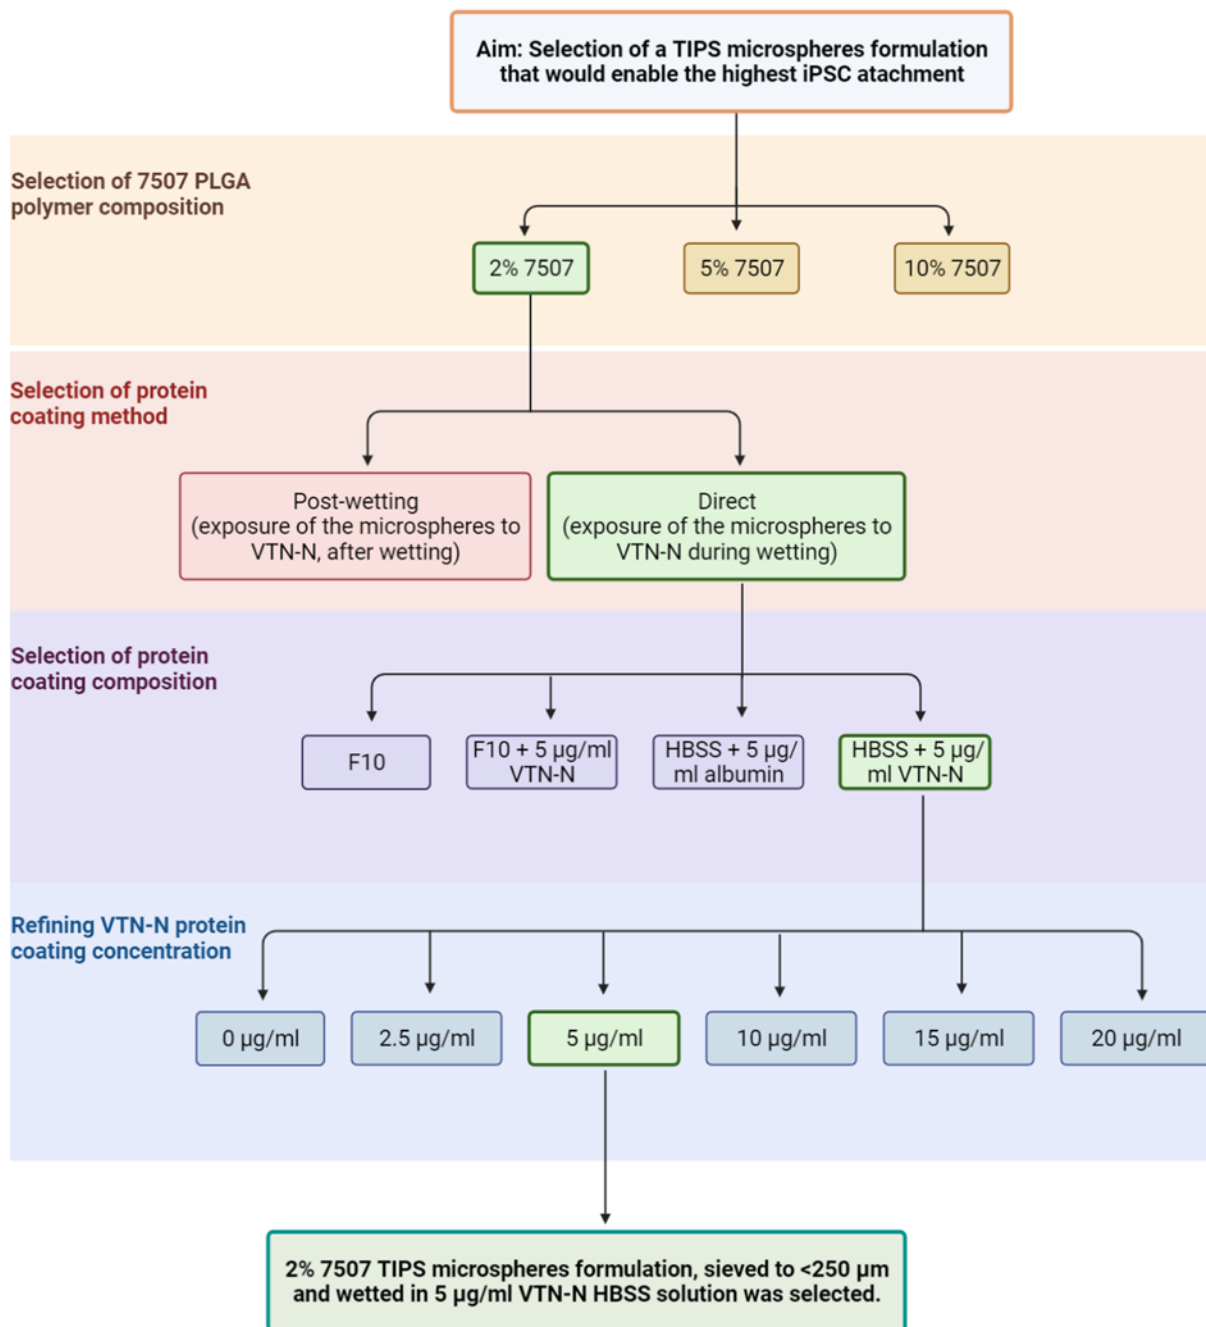 Aim: Selection of a TIPS microspheres formulation
that would enable the highest iPSC atachment
Selection of 7507 PLGA
polymer composition
2% 7507
5% 7507
10% 7507
Selection of protein
coating method
Post-wetting
(exposure of the microspheres to
VTN-N, after wetting)
Direct
(exposure of the microspheres to
VTN-N during wetting)
Selection of protein
coating composition
F10
F10 + 5 µg/ml
VTN-N
HBSS + 5 µg/
ml albumin
HBSS + 5 µg/
ml VTN-N
Refining VTN-N protein
coating concentration
0 µg/ml
2.5 µg/ml
5 µg/ml
10 µg/ml
15 µg/ml
20 µg/ml
2% 7507 TIPS microspheres formulation, sieved to <250 µm
and wetted in 5 µg/ml VTN-N HBSS solution was selected.